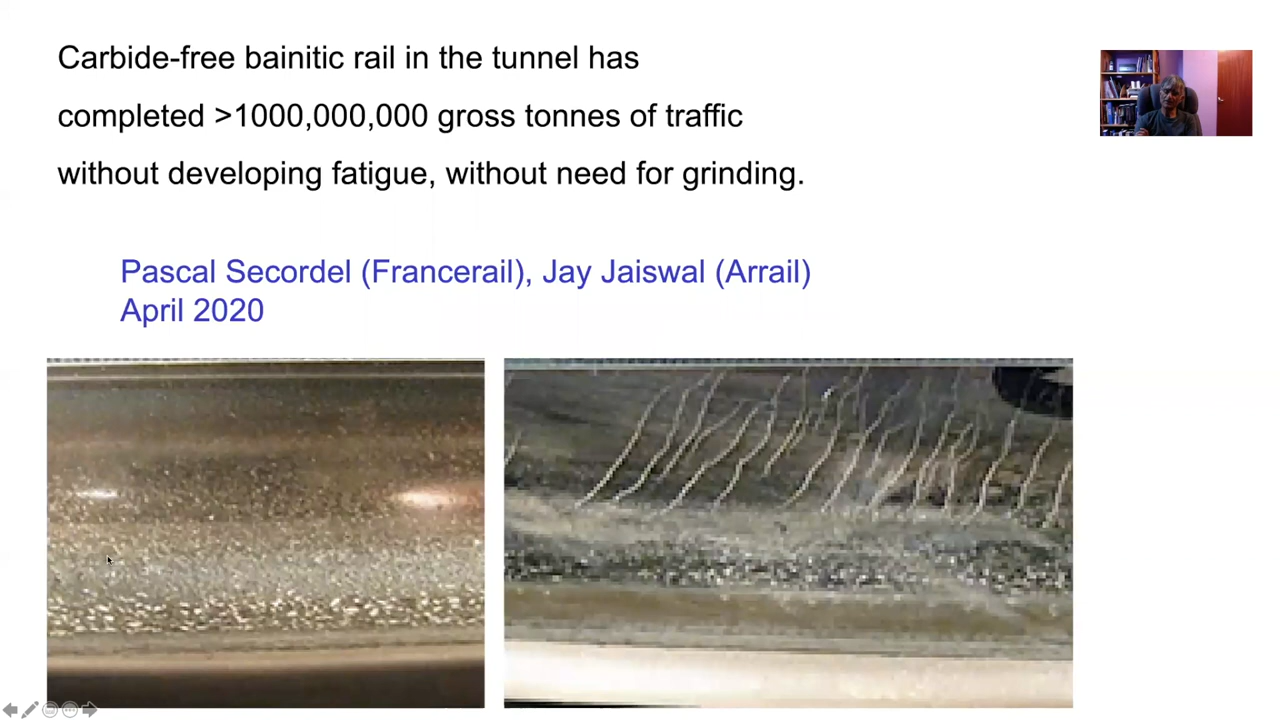 Carbide-free bainitic rail in the tunnel has
completed >1000,000,000 gross tonnes of traffic
without developing fatigue, without need for grinding.
Pascal Secordel (Francerail), Jay Jaiswal (Arrail)
April 2020